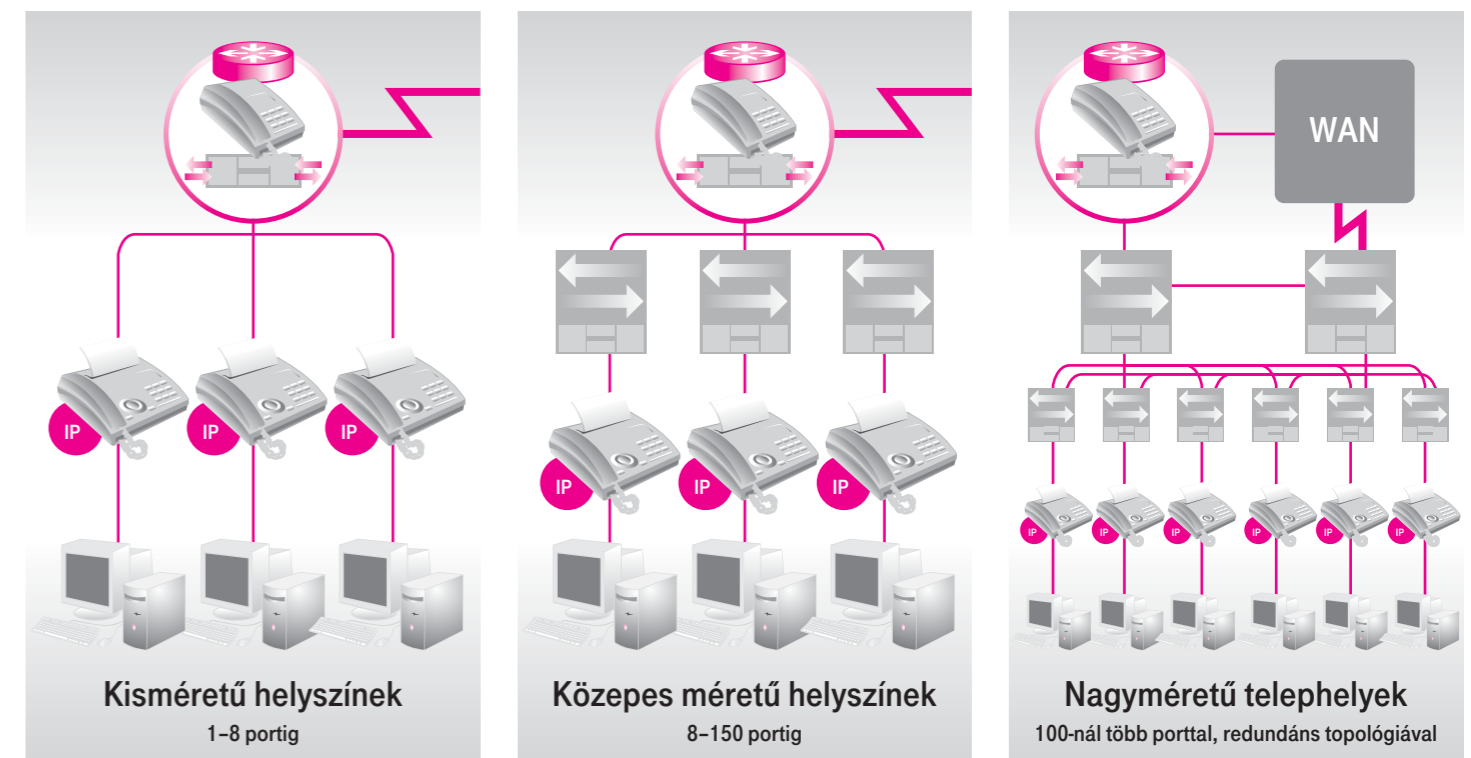 WAN
IP
IP
IP
IP
IP
IP
IP
IP
IP
IP
IP
IP
Kisméretű helyszínek
1–8 portig
Közepes méretű helyszínek
8–150 portig
Nagyméretű telephelyek
100-nál több porttal, redundáns topológiával